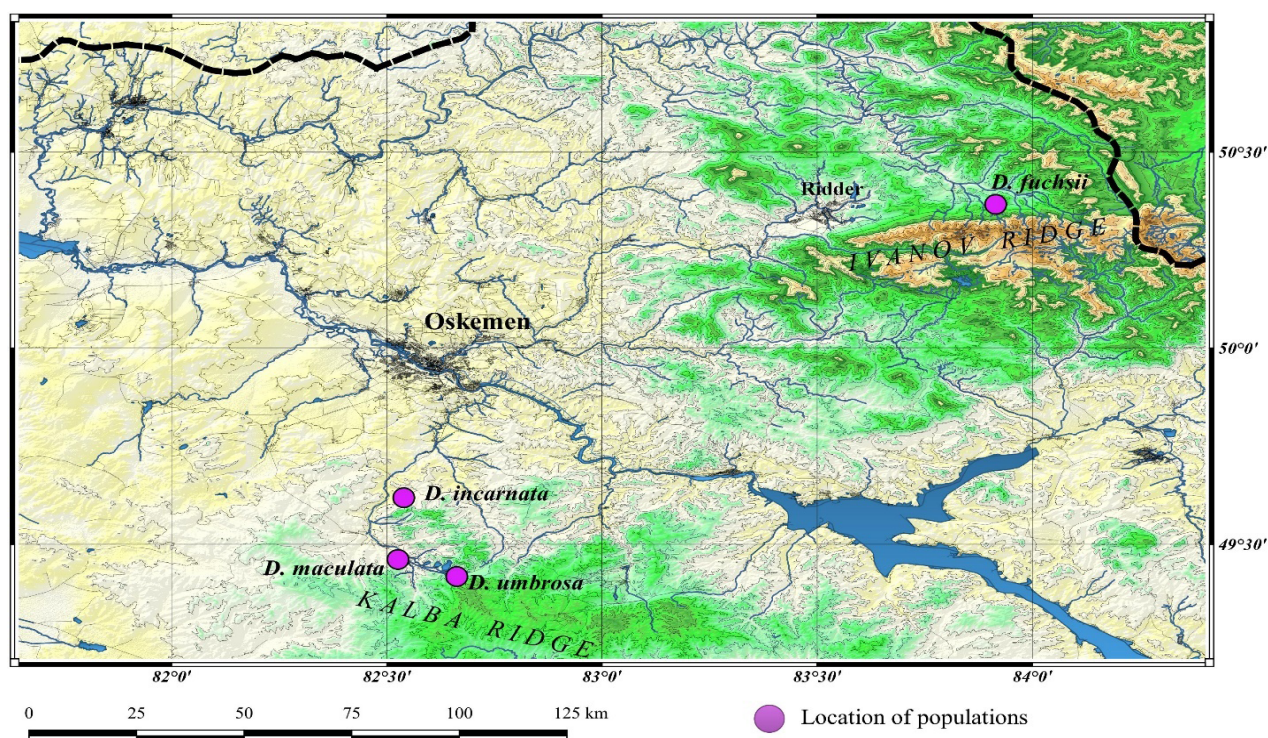 50°30'
Ridder
D. fuchsii
IVANOV RIDGE
Oskemen
50°0'
D. incarnata
49°30'
D. maculata
D. umbrosa
KALBA RIDGE
82°0'
82°30'
83°0'
83°30'
84°0'
0 25 50 75 100 125 km
Location of populations